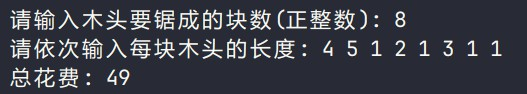 请输入木头要锯成的块数(正整数): 8
请依次输入每块木头的长度: 4 5 1 2 1 3 1 1
总花费: 49